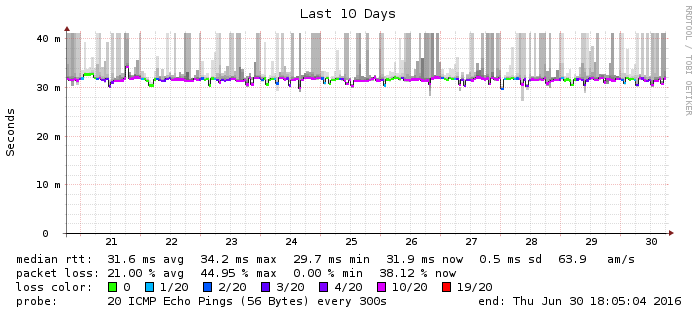 Last 10 Days
RRDTOOL / TOBI OETIKER
Seconds
40 m
30 m
20 m
10 m
0
21 22 23 24 25 26 27 28 29 30
median rtt: 31.6 ms avg 34.2 ms max 29.7 ms min 31.9 ms now 0.5 ms sd 63.9 am/s
packet loss: 21.00 % avg 44.95 % max 0.00 % min 38.12 % now
loss color: 0 1/20 2/20 3/20 4/20 10/20 19/20
probe: 20 ICMP Echo Pings (56 Bytes) every 300s end: Thu Jun 30 18:05:04 2016